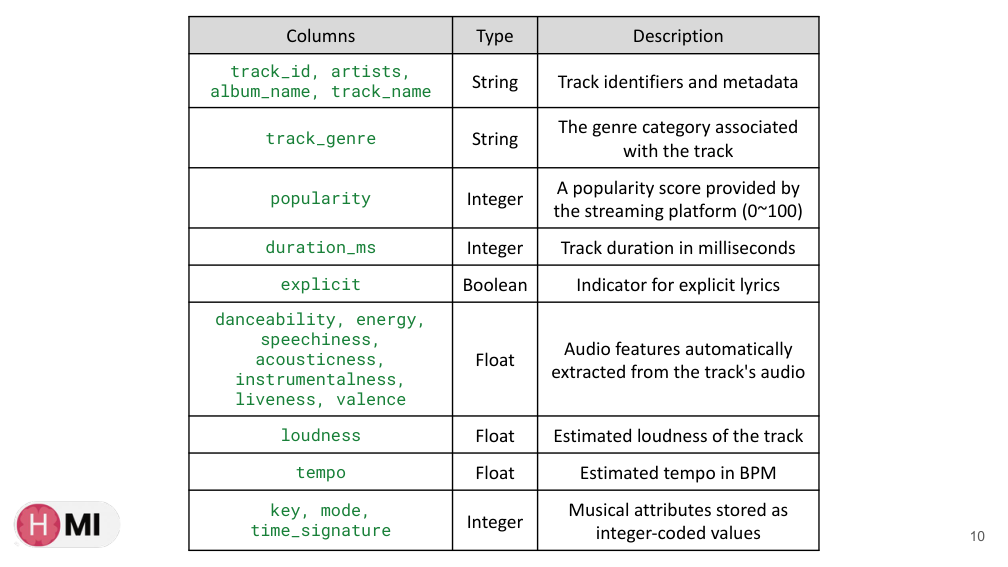 Columns Type Description
track_id, artists,
album_name, track_name
String
Track identifiers and metadata
track_genre
String
The genre category associated
with the track
popularity
Integer
A popularity score provided by
the streaming platform (0~100)
duration_ms
Integer
Track duration in milliseconds
explicit
Boolean
Indicator for explicit lyrics
danceability, energy,
speechiness,
acousticness,
instrumentalness,
liveness, valence
Float
Audio features automatically
extracted from the track's audio
loudness
Float
Estimated loudness of the track
tempo
Float
Estimated tempo in BPM
key, mode,
time_signature
Integer
Musical attributes stored as
integer-coded values
H MI
10